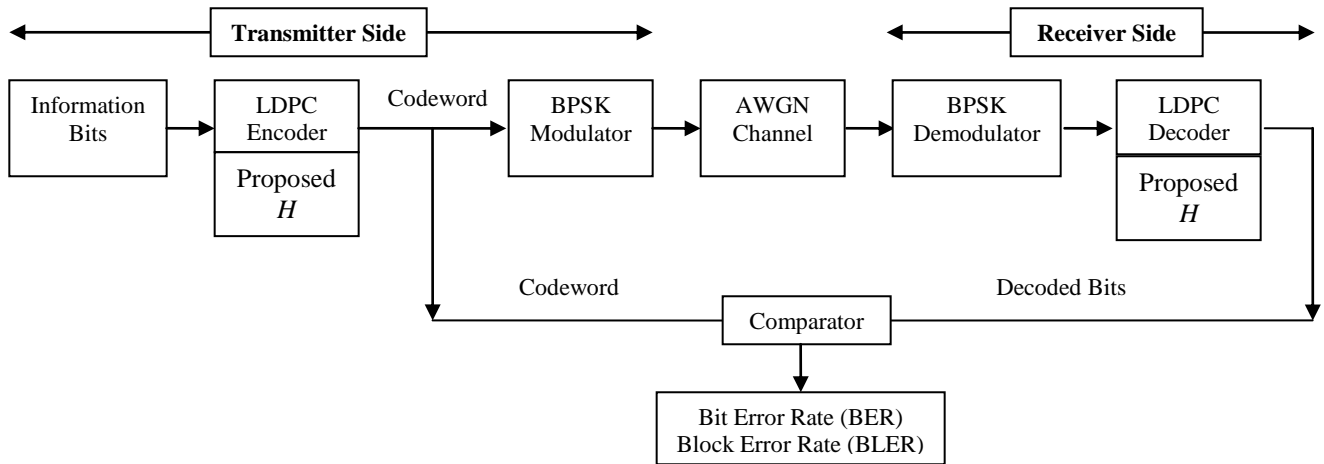 Transmitter Side
Receiver Side
Information
Bits
LDPC
Encoder
Proposed
H
Codeword
BPSK
Modulator
AWGN
Channel
BPSK
Demodulator
LDPC
Decoder
Proposed
H
Codeword
Decoded Bits
Comparator
Bit Error Rate (BER)
Block Error Rate (BLER)